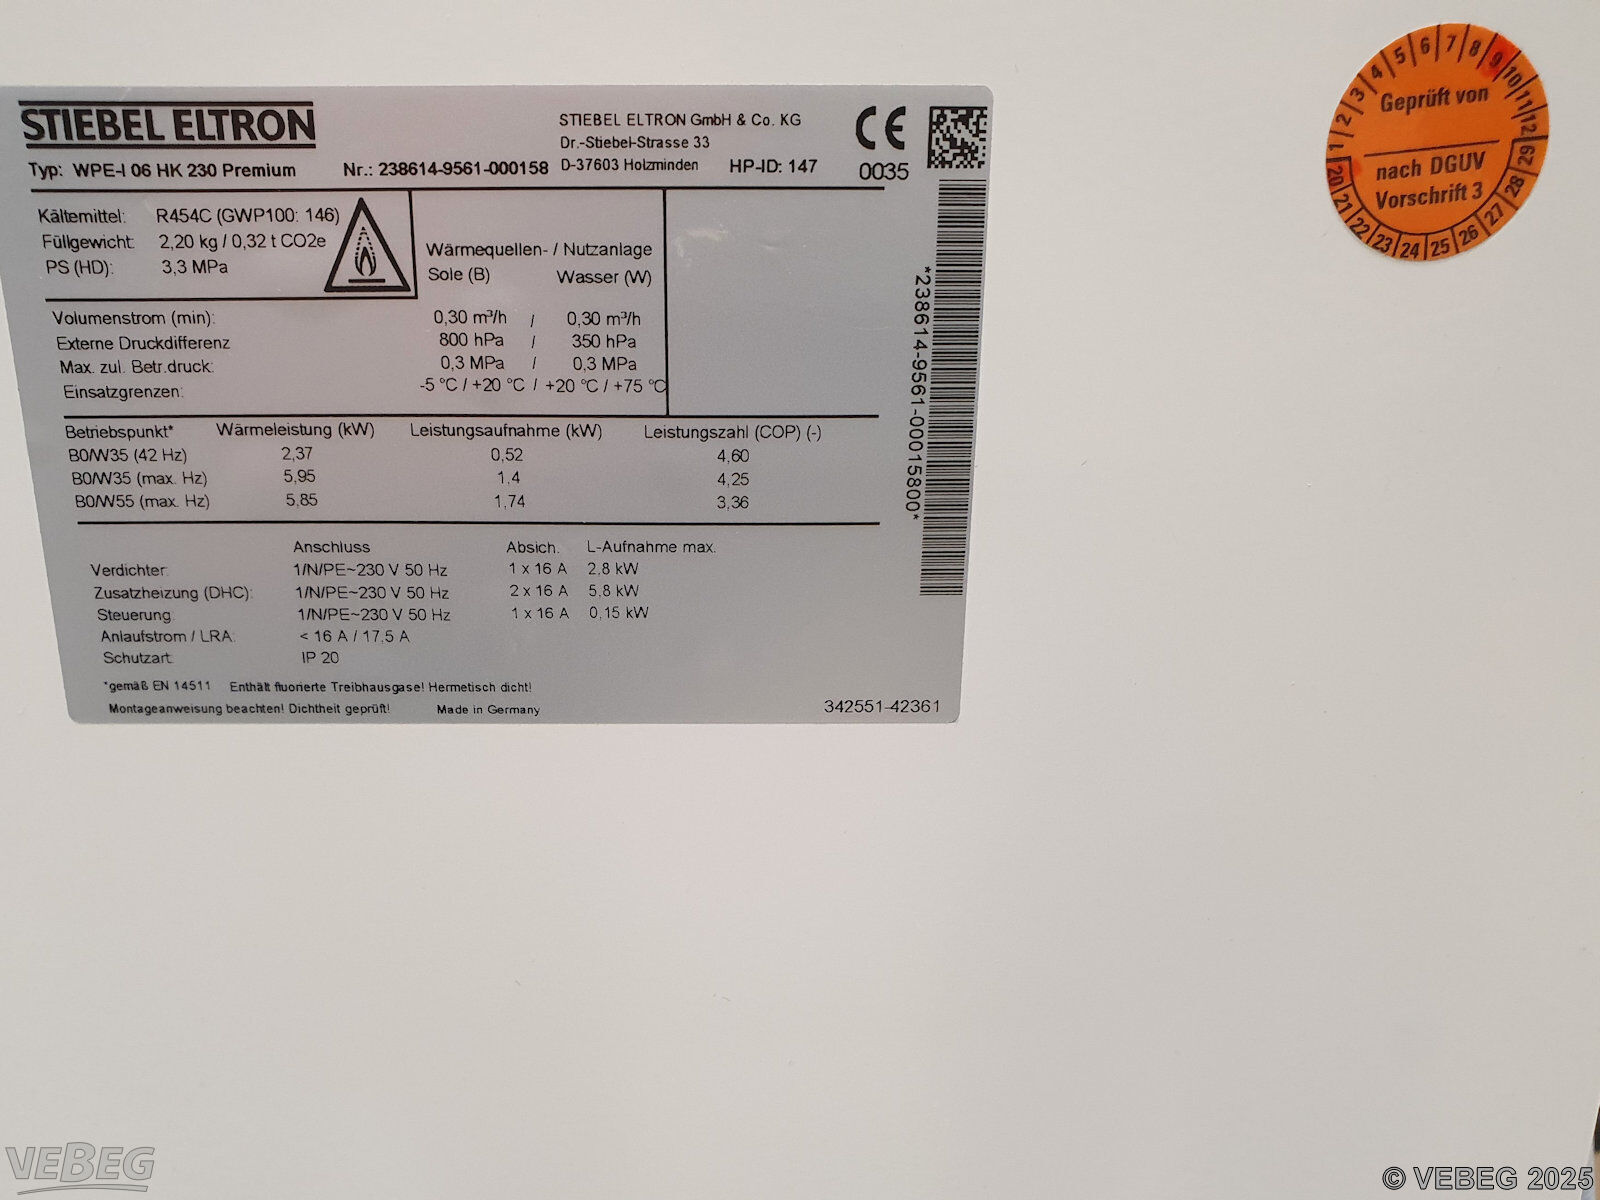 STIEBEL ELTRON
STIEBEL ELTRON GmbH & Co. KG
Dr.-Stiebel-Strasse 33
D-37603 Holzminden
Typ: WPE-I 06 HK 230 Premium
Nr.: 238614-9561-000158
HP-ID: 147
CE
0035
Kältemittel: R454C (GWP100: 146)
Füllgewicht: 2,20 kg / 0,32 t CO2e
PS (HD): 3,3 MPa
Wärmequellen- / Nutzanlage
Sole (B) Wasser (W)
Volumenstrom (min): 0,30 m³/h / 0,30 m³/h
Externe Druckdifferenz 800 hPa / 350 hPa
Max. zul. Betr.druck: 0,3 MPa / 0,3 MPa
Einsatzgrenzen: -5 °C / +20 °C / +20 °C / +75 °C
Betriebspunkt* Wärmeleistung (kW) Leistungsaufnahme (kW) Leistungszahl (COP) (-)
B0/W35 (42 Hz) 2,37 0,52 4,60
B0/W35 (max. Hz) 5,95 1,4 4,25
B0/W55 (max. Hz) 5,85 1,74 3,36
Anschluss Absich. L-Aufnahme max.
Verdichter: 1/N/PE~230 V 50 Hz 1 x 16 A 2,8 kW
Zusatzheizung (DHC): 1/N/PE~230 V 50 Hz 2 x 16 A 5,8 kW
Steuerung: 1/N/PE~230 V 50 Hz 1 x 16 A 0,15 kW
Anlaufstrom / LRA: < 16 A / 17,5 A
Schutzart: IP 20
*gemäß EN 14511 Enthält fluorierte Treibhausgase! Hermetisch dicht!
Montageanweisung beachten! Dichtheit geprüft! Made in Germany
342551-42361
*238614-9561-00015800*
1 2 3 4 5 6 7 8 9 10 11 12
Geprüft von
nach DGUV
Vorschrift 3
20 21 22 23 24 25 26 27 28 29
VEBEG
© VEBEG 2025